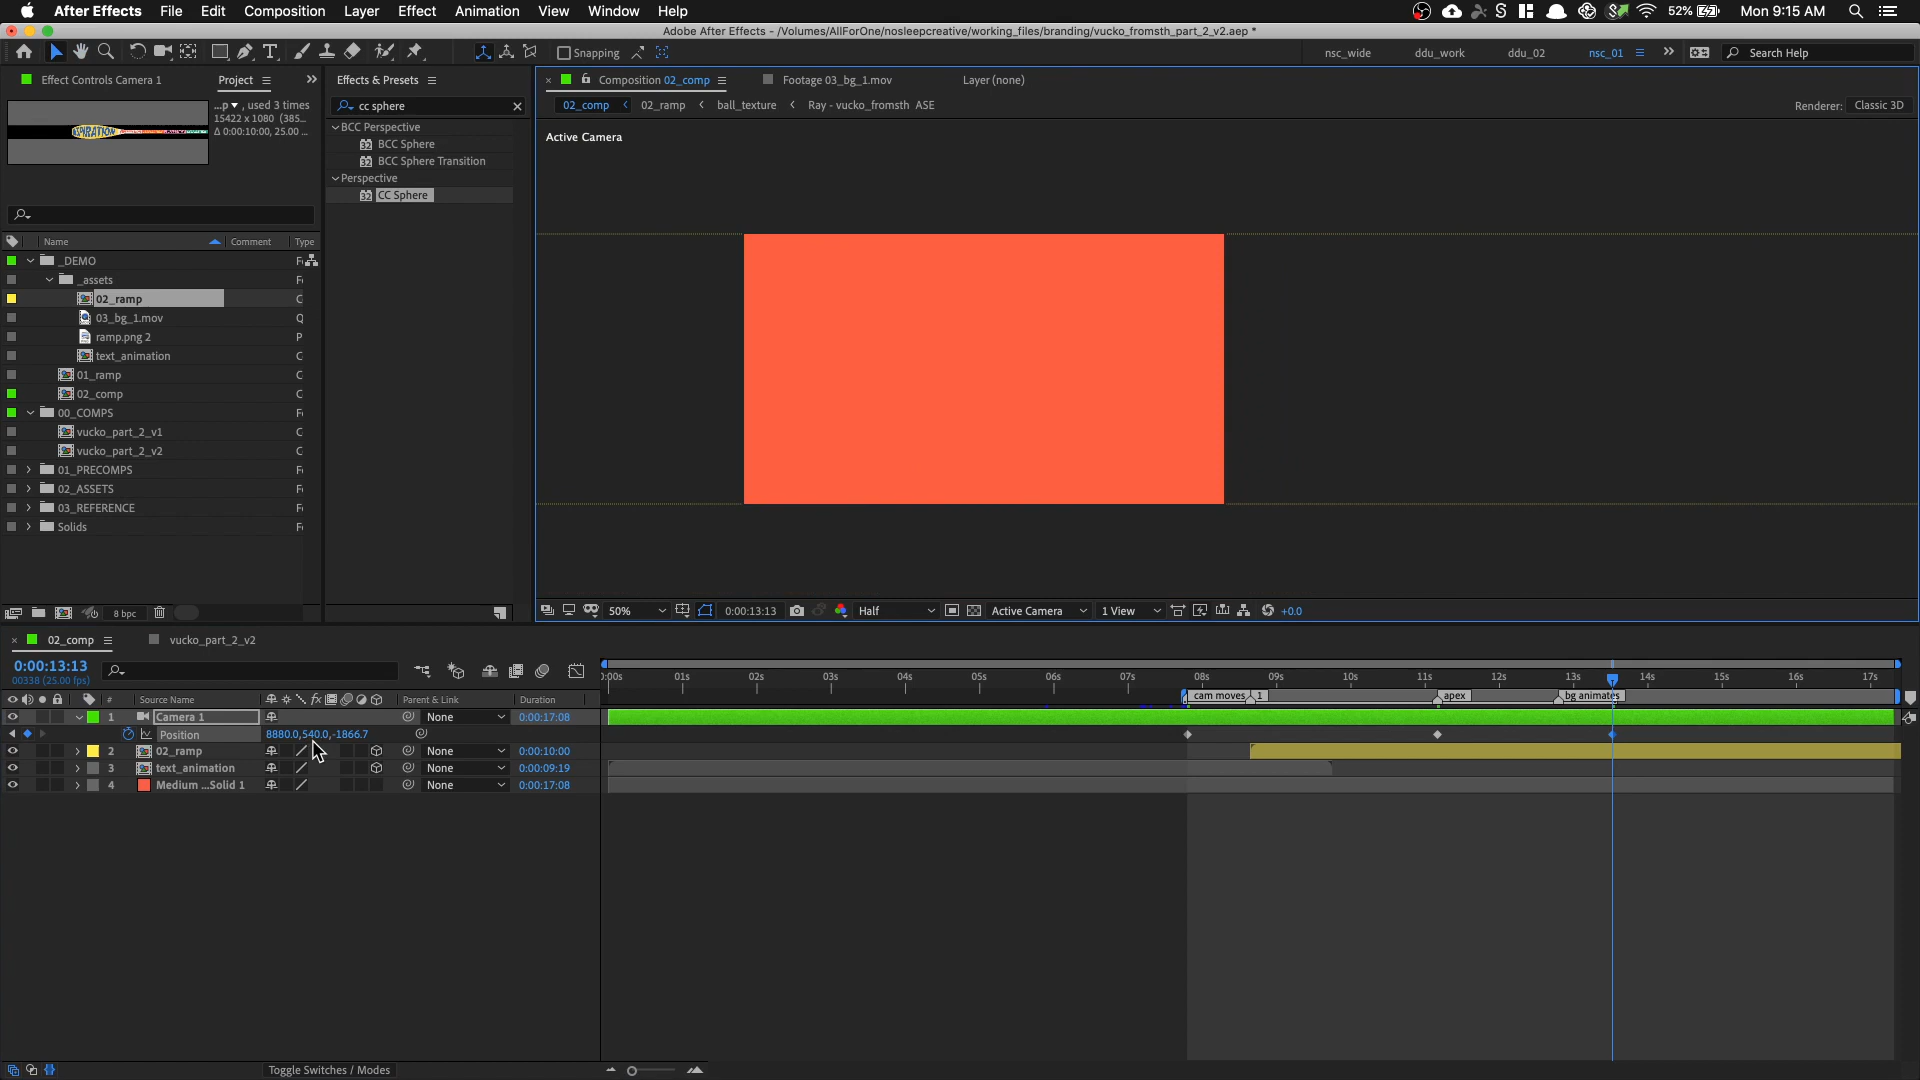 After Effects File Edit Composition Layer Effect Animation View Window Help 52% Mon 9:15 AM
Adobe After Effects - /Volumes/AllForOne/nosleepcreative/working_files/branding/vucko_fromsth_part_2_v2.aep *
Snapping nsc_wide ddu_work ddu_02 nsc_01 Search Help
Effect Controls Camera 1 Project Effects & Presets Composition 02_comp Footage 03_bg_1.mov Layer (none)
...p ▼ , used 3 times
15422 x 1080 (385...
Δ 0:00:10:00, 25.00 ...
cc sphere
02_comp 02_ramp ball_texture Ray - vucko_fromsth ASE Renderer: Classic 3D
BCC Perspective
BCC Sphere
BCC Sphere Transition
Perspective
CC Sphere
Active Camera
Name Comment Type
_DEMO F
_assets F
02_ramp C
03_bg_1.mov Q
ramp.png 2 P
text_animation C
01_ramp C
02_comp C
00_COMPS F
vucko_part_2_v1 C
vucko_part_2_v2 C
01_PRECOMPS F
02_ASSETS F
03_REFERENCE F
Solids F
8 bpc
50% 0:00:13:13 Half Active Camera 1 View +0.0
02_comp vucko_part_2_v2
0:00:13:13
00338 (25.00 fps)
:00s 01s 02s 03s 04s 05s 06s 07s 08s 09s 10s 11s 12s 13s 14s 15s 16s 17s
cam moves 1 apex bg animates
# Source Name Parent & Link Duration
1 Camera 1 None 0:00:17:08
Position 8880.0,540.0,-1866.7
2 02_ramp None 0:00:10:00
3 text_animation None 0:00:09:19
4 Medium ...Solid 1 None 0:00:17:08
Toggle Switches / Modes